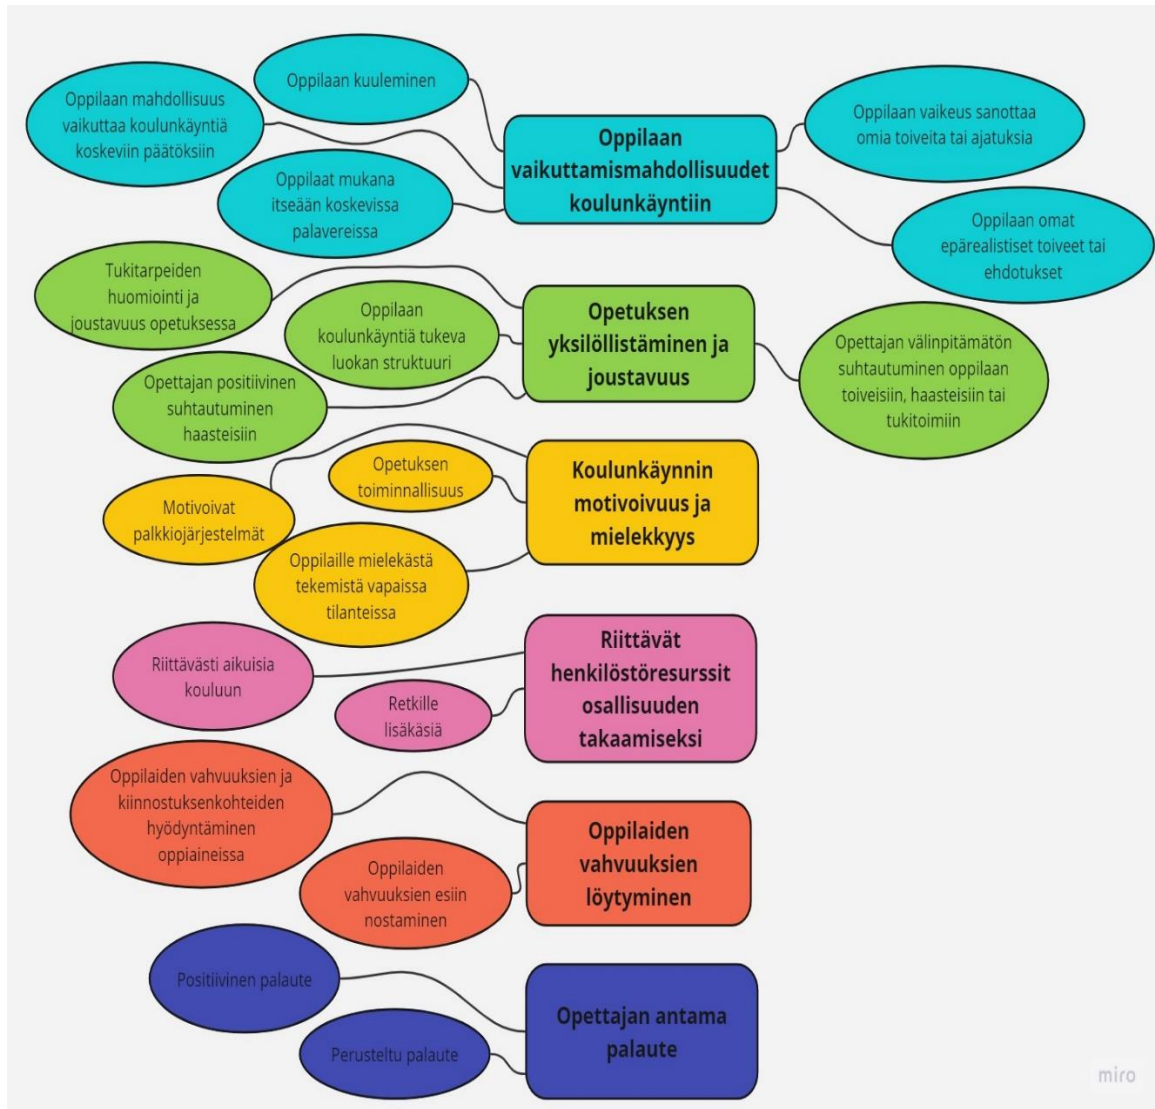 Oppilaan kuuleminen
Oppilaan mahdollisuus
vaikuttaa koulunkäyntiä
koskeviin päätöksiin
Oppilaat mukana
itseään koskevissa
palavereissa
Oppilaan
vaikuttamismahdollisuudet
koulunkäyntiin
Oppilaan vaikeus sanottaa
omia toiveita tai ajatuksia
Oppilaan omat
epärealistiset toiveet tai
ehdotukset
Tukitarpeiden
huomiointi ja
joustavuus opetuksessa
Oppilaan
koulunkäyntiä tukeva
luokan struktuuri
Opettajan positiivinen
suhtautuminen
haasteisiin
Opetuksen
yksilöllistäminen ja
joustavuus
Opettajan välinpitämätön
suhtautuminen oppilaan
toiveisiin, haasteisiin tai
tukitoimiin
Opetuksen
toiminnallisuus
Motivoivat
palkkiojärjestelmät
Oppilaille mielekästä
tekemistä vapaissa
tilanteissa
Koulunkäynnin
motivoivuus ja
mielekkyys
Riittävästi aikuisia
kouluun
Retkille
lisäkäsiä
Riittävät
henkilöstöresurssit
osallisuuden
takaamiseksi
Oppilaiden vahvuuksien ja
kiinnostuksenkohteiden
hyödyntäminen
oppiaineissa
Oppilaiden
vahvuuksien esiin
nostaminen
Oppilaiden
vahvuuksien
löytyminen
Positiivinen palaute
Perusteltu palaute
Opettajan antama
palaute
miro